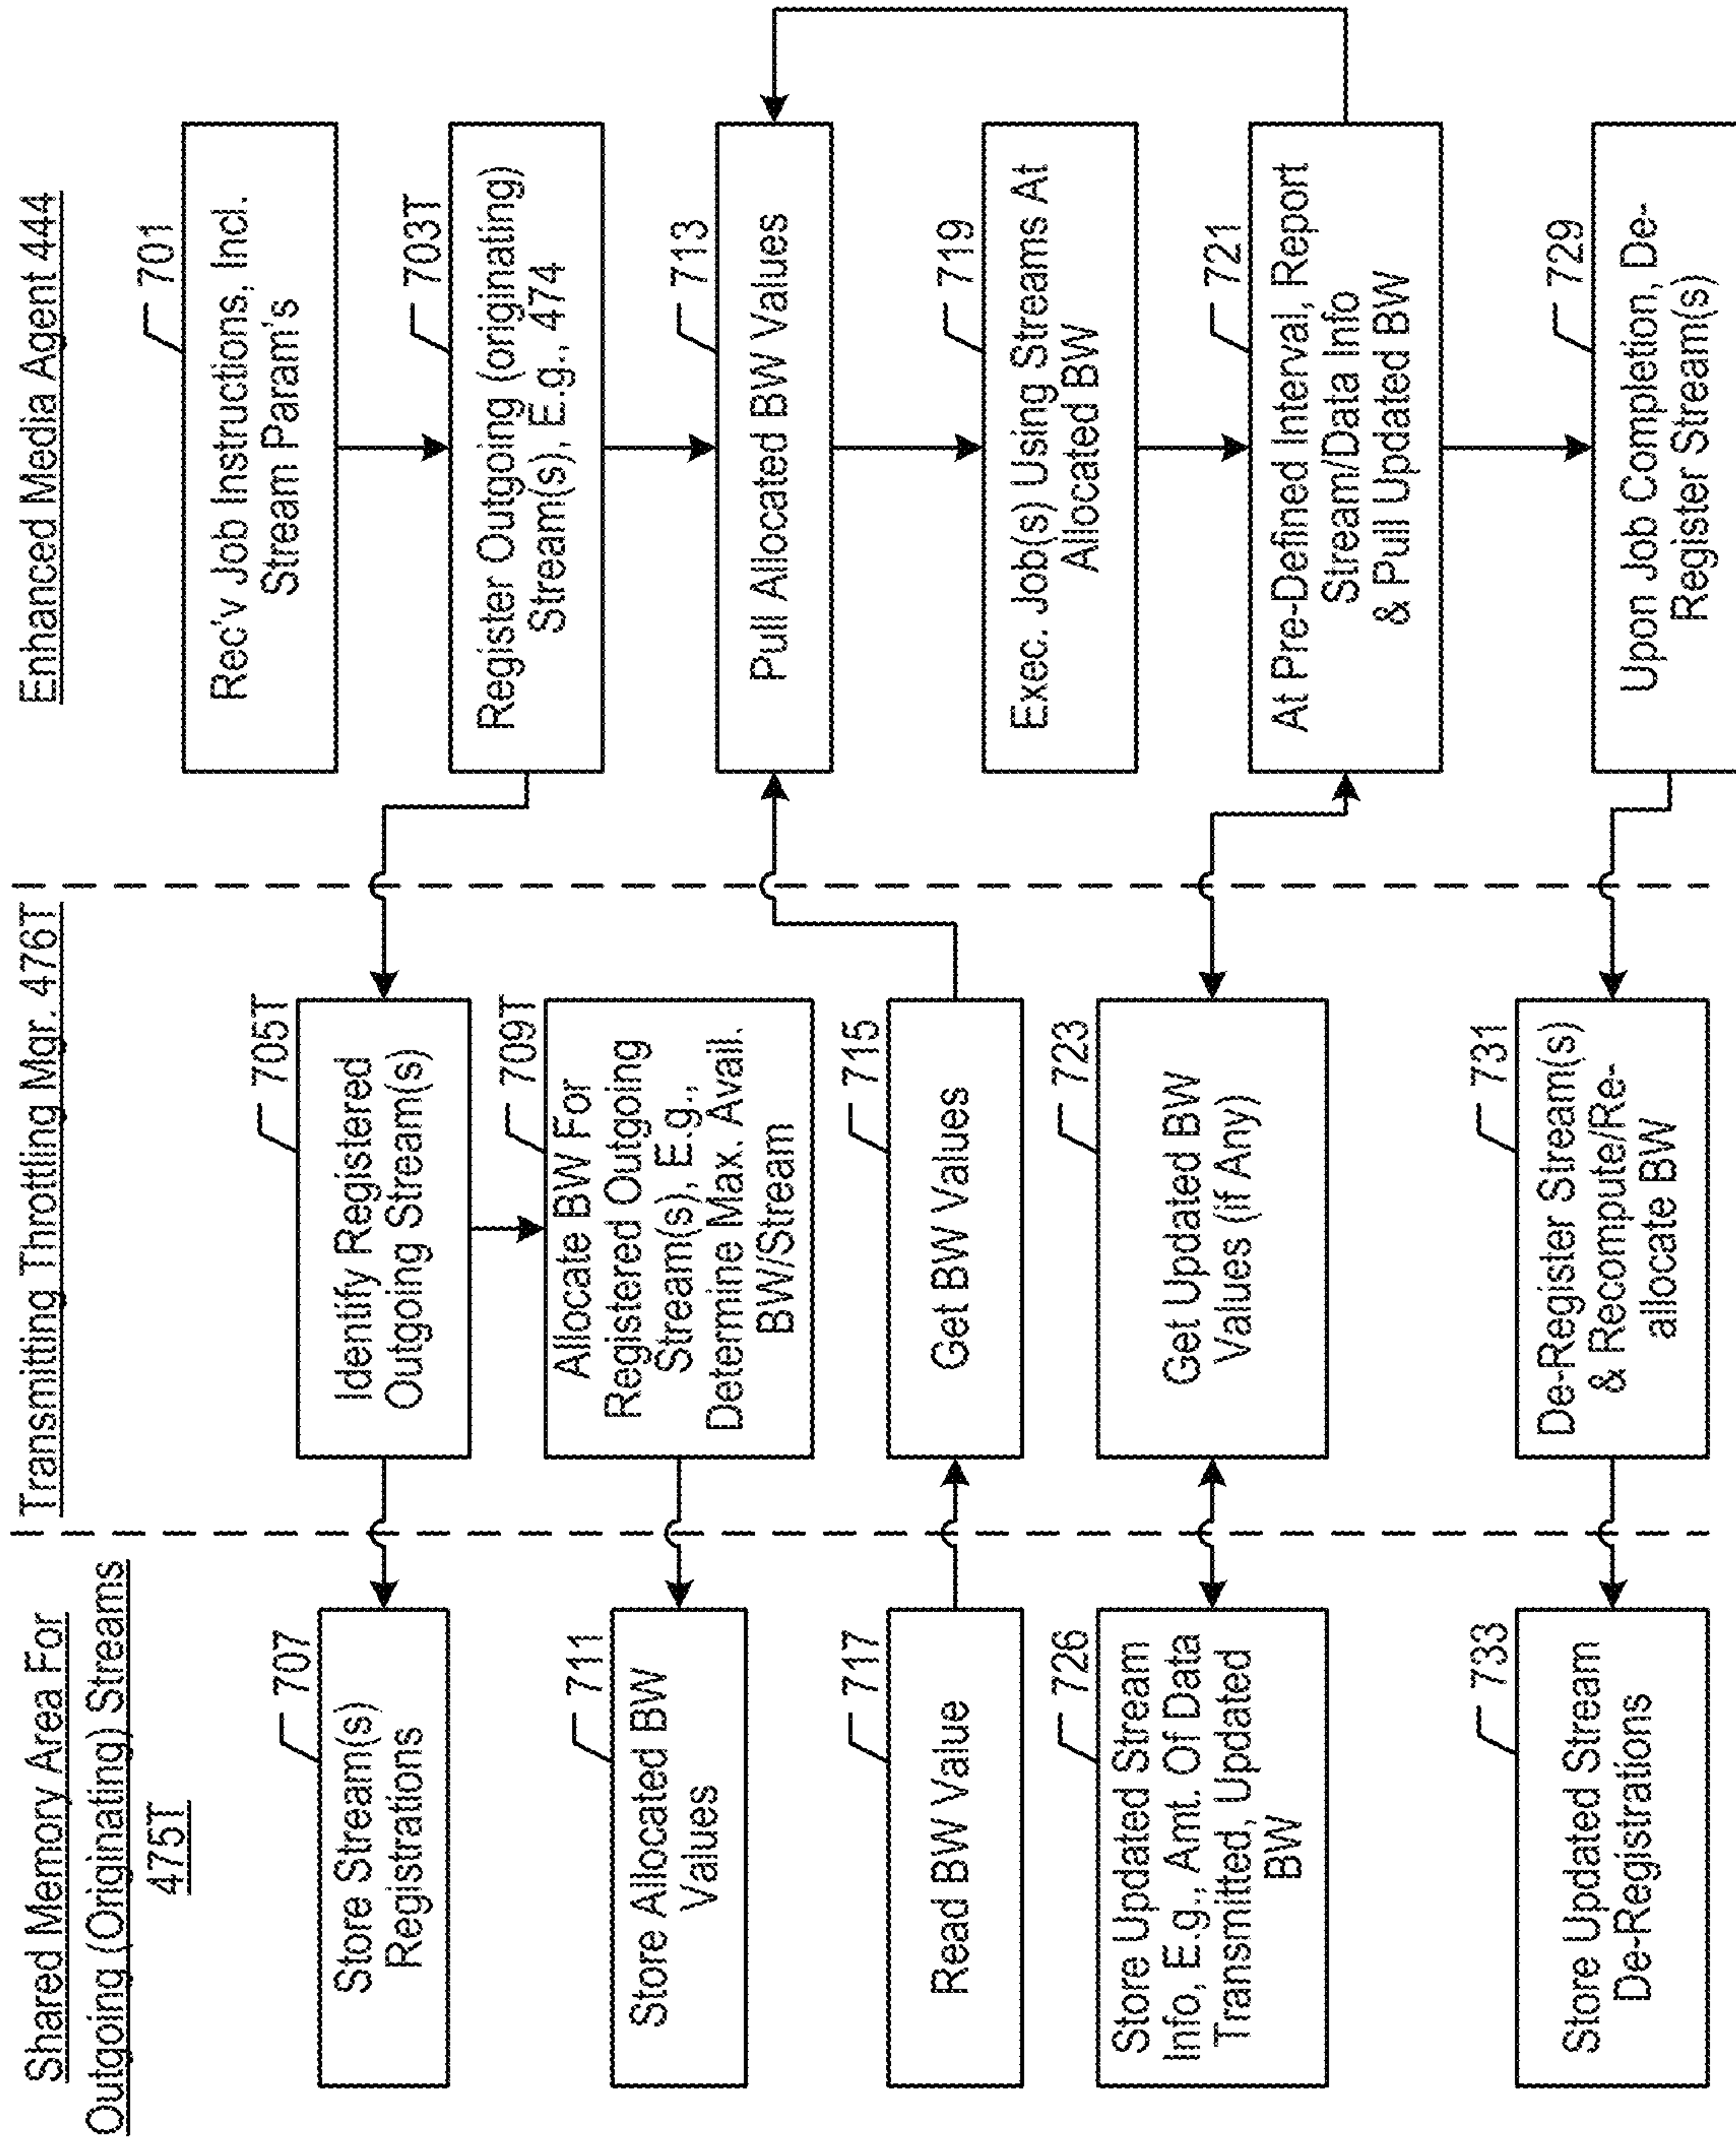 Shared Memory Area For
Outgoing (Originating) Streams
475T
707
Store Stream(s)
Registrations
711
Store Allocated BW
Values
717
Read BW Value
726
Store Updated Stream
Info, E.g., Amt. Of Data
Transmitted, Updated
BW
733
Store Updated Stream
De-Registrations
Transmitting Throttling Mgr. 476T
705T
Identify Registered
Outgoing Stream(s)
709T
Allocate BW For
Registered Outgoing
Stream(s), E.g.,
Determine Max. Avail.
BW/Stream
715
Get BW Values
723
Get Updated BW
Values (if Any)
731
De-Register Stream(s)
& Recompute/Re-
allocate BW
Enhanced Media Agent 444
701
Rec'v Job Instructions, Incl.
Stream Param's
703T
Register Outgoing (originating)
Stream(s), E.g., 474
713
Pull Allocated BW Values
719
Exec. Job(s) Using Streams At
Allocated BW
721
At Pre-Defined Interval, Report
Stream/Data Info
& Pull Updated BW
729
Upon Job Completion, De-
Register Stream(s)